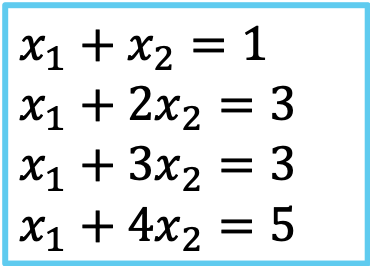 x₁ + x₂ = 1
x₁ + 2x₂ = 3
x₁ + 3x₂ = 3
x₁ + 4x₂ = 5